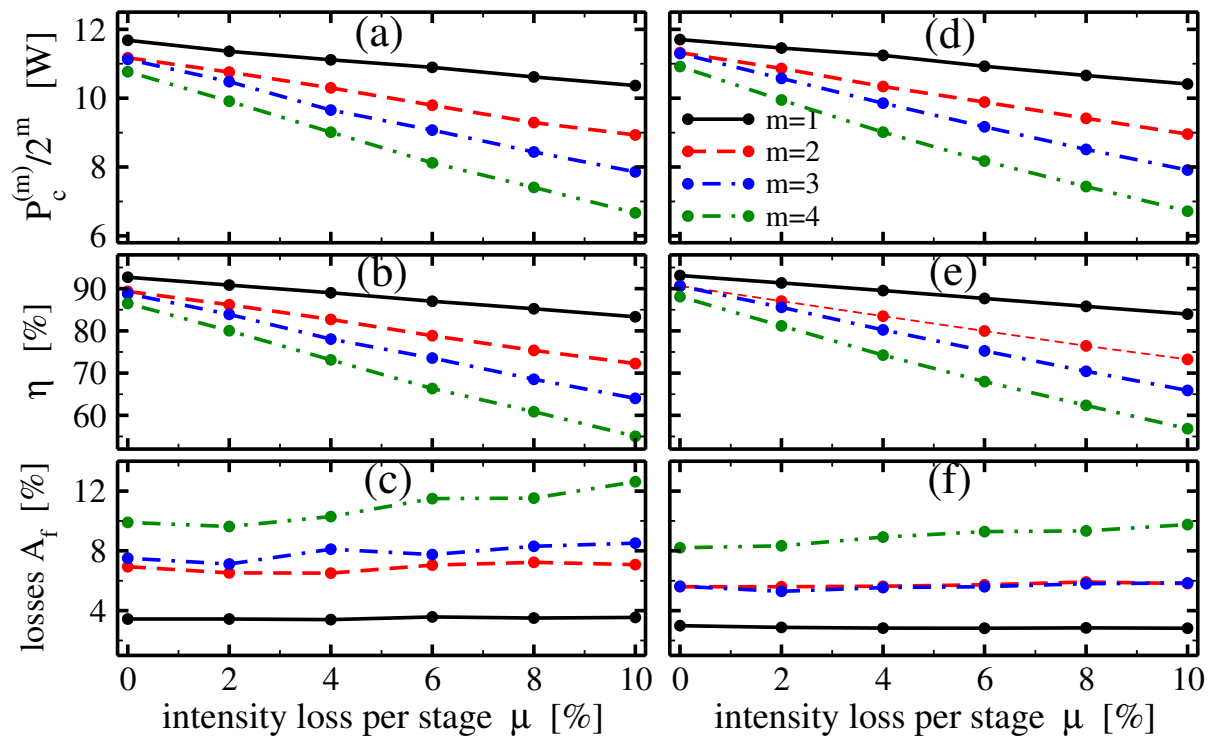 P_c^(m)/2^m [W]
12
10
8
6
(a)
(d)
m=1
m=2
m=3
m=4
η [%]
90
80
70
60
(b)
(e)
losses A_f [%]
12
8
4
(c)
(f)
0 2 4 6 8 10
0 2 4 6 8 10
intensity loss per stage μ [%]
intensity loss per stage μ [%]